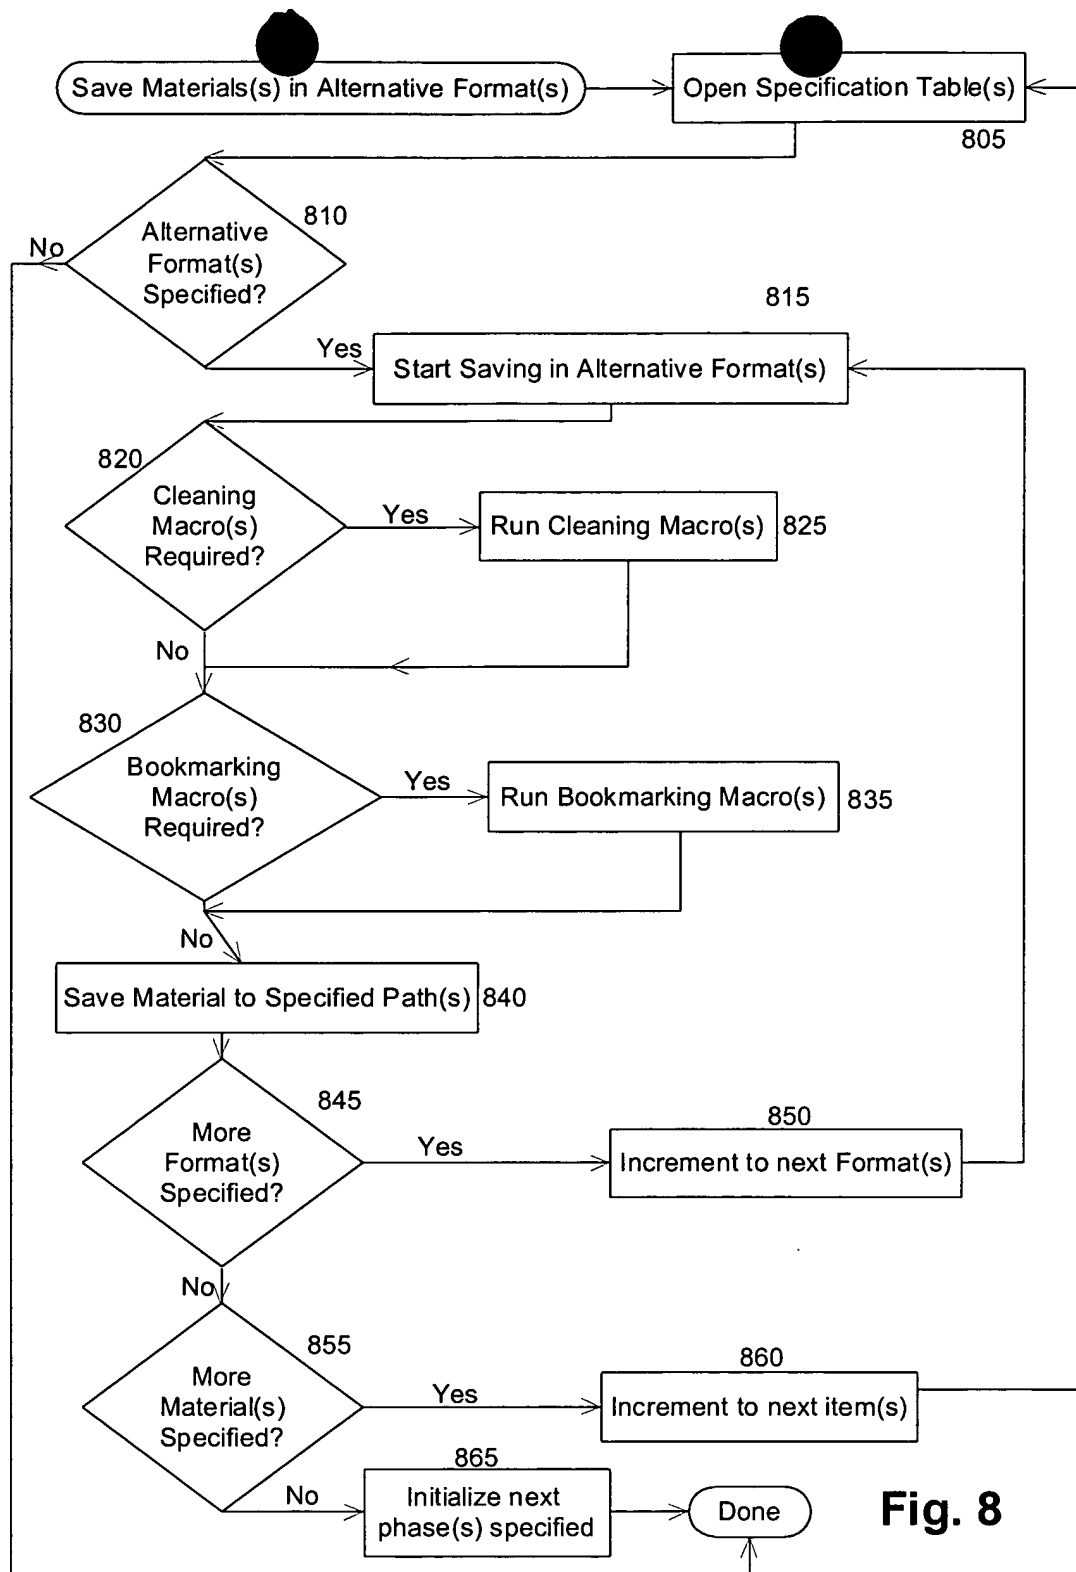 Save Materials(s) in Alternative Format(s)
Open Specification Table(s)
805
810
Alternative
Format(s)
Specified?
No
815
Yes
Start Saving in Alternative Format(s)
820
Cleaning
Macro(s)
Required?
Yes
Run Cleaning Macro(s)
825
No
830
Bookmarking
Macro(s)
Required?
Yes
Run Bookmarking Macro(s)
835
No
Save Material to Specified Path(s)
840
845
More
Format(s)
Specified?
Yes
850
Increment to next Format(s)
No
855
More
Material(s)
Specified?
Yes
860
Increment to next item(s)
865
No
Initialize next
phase(s) specified
Done
Fig. 8